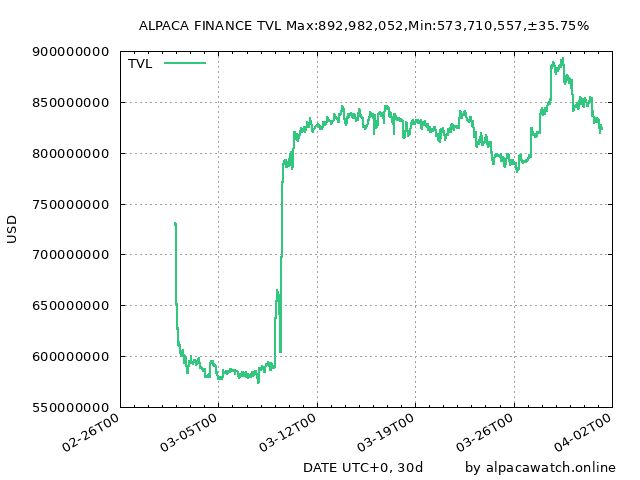 ALPACA FINANCE TVL Max:892,982,052,Min:573,710,557,±35.75%
900000000
TVL
850000000
800000000
750000000
USD
700000000
650000000
600000000
550000000
02-26T00 03-05T00 03-12T00 03-19T00 03-26T00 04-02T00
DATE UTC+0, 30d by alpacawatch.online